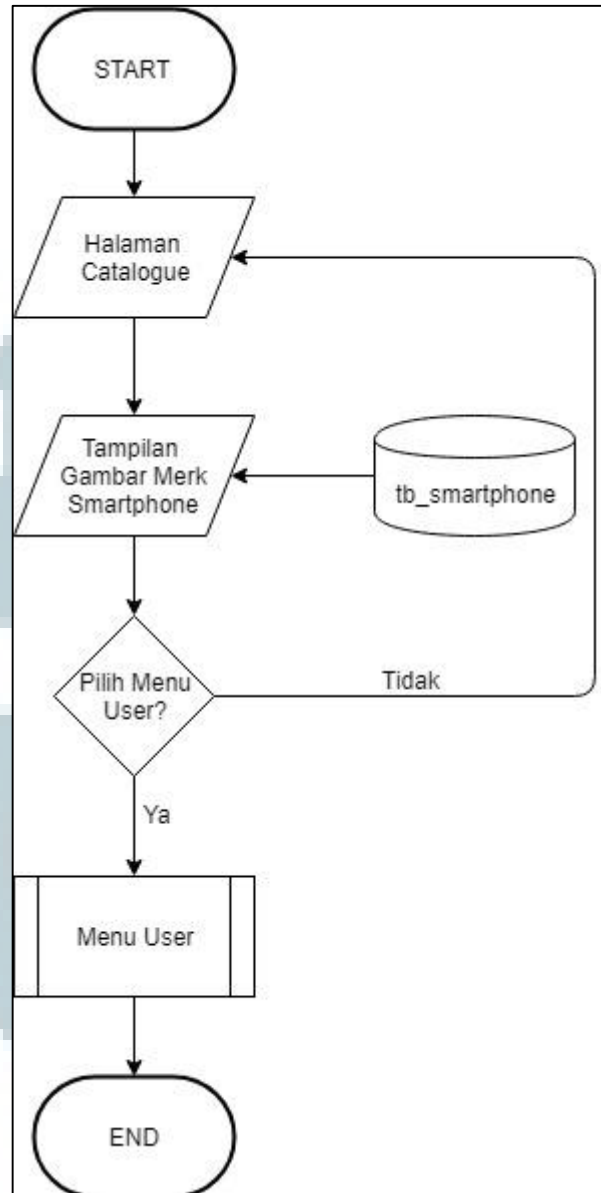 START
Halaman
Catalogue
Tampilan
Gambar Merk
Smartphone
tb_smartphone
Pilih Menu
User?
Tidak
Ya
Menu User
END